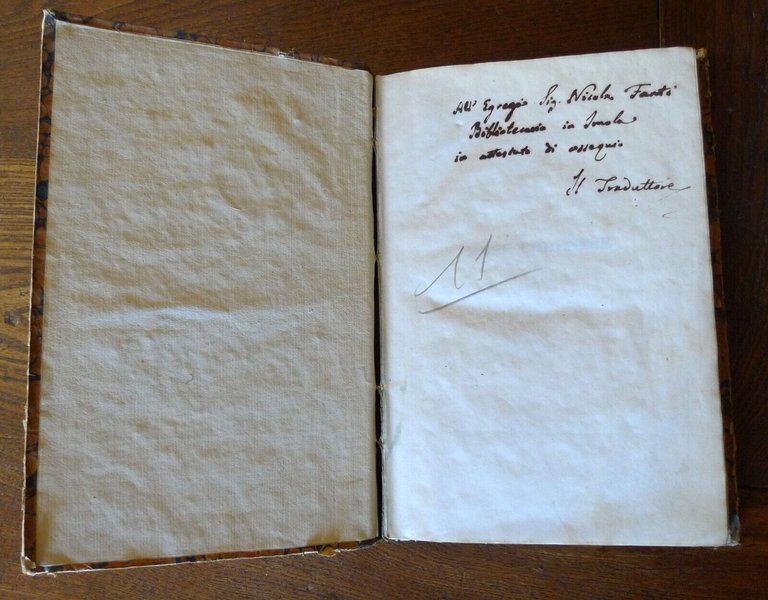 All' Egregio Sig. Nicola Fanti
Bibliotecario in Imola
in attestato di ossequio
Il Traduttore
11